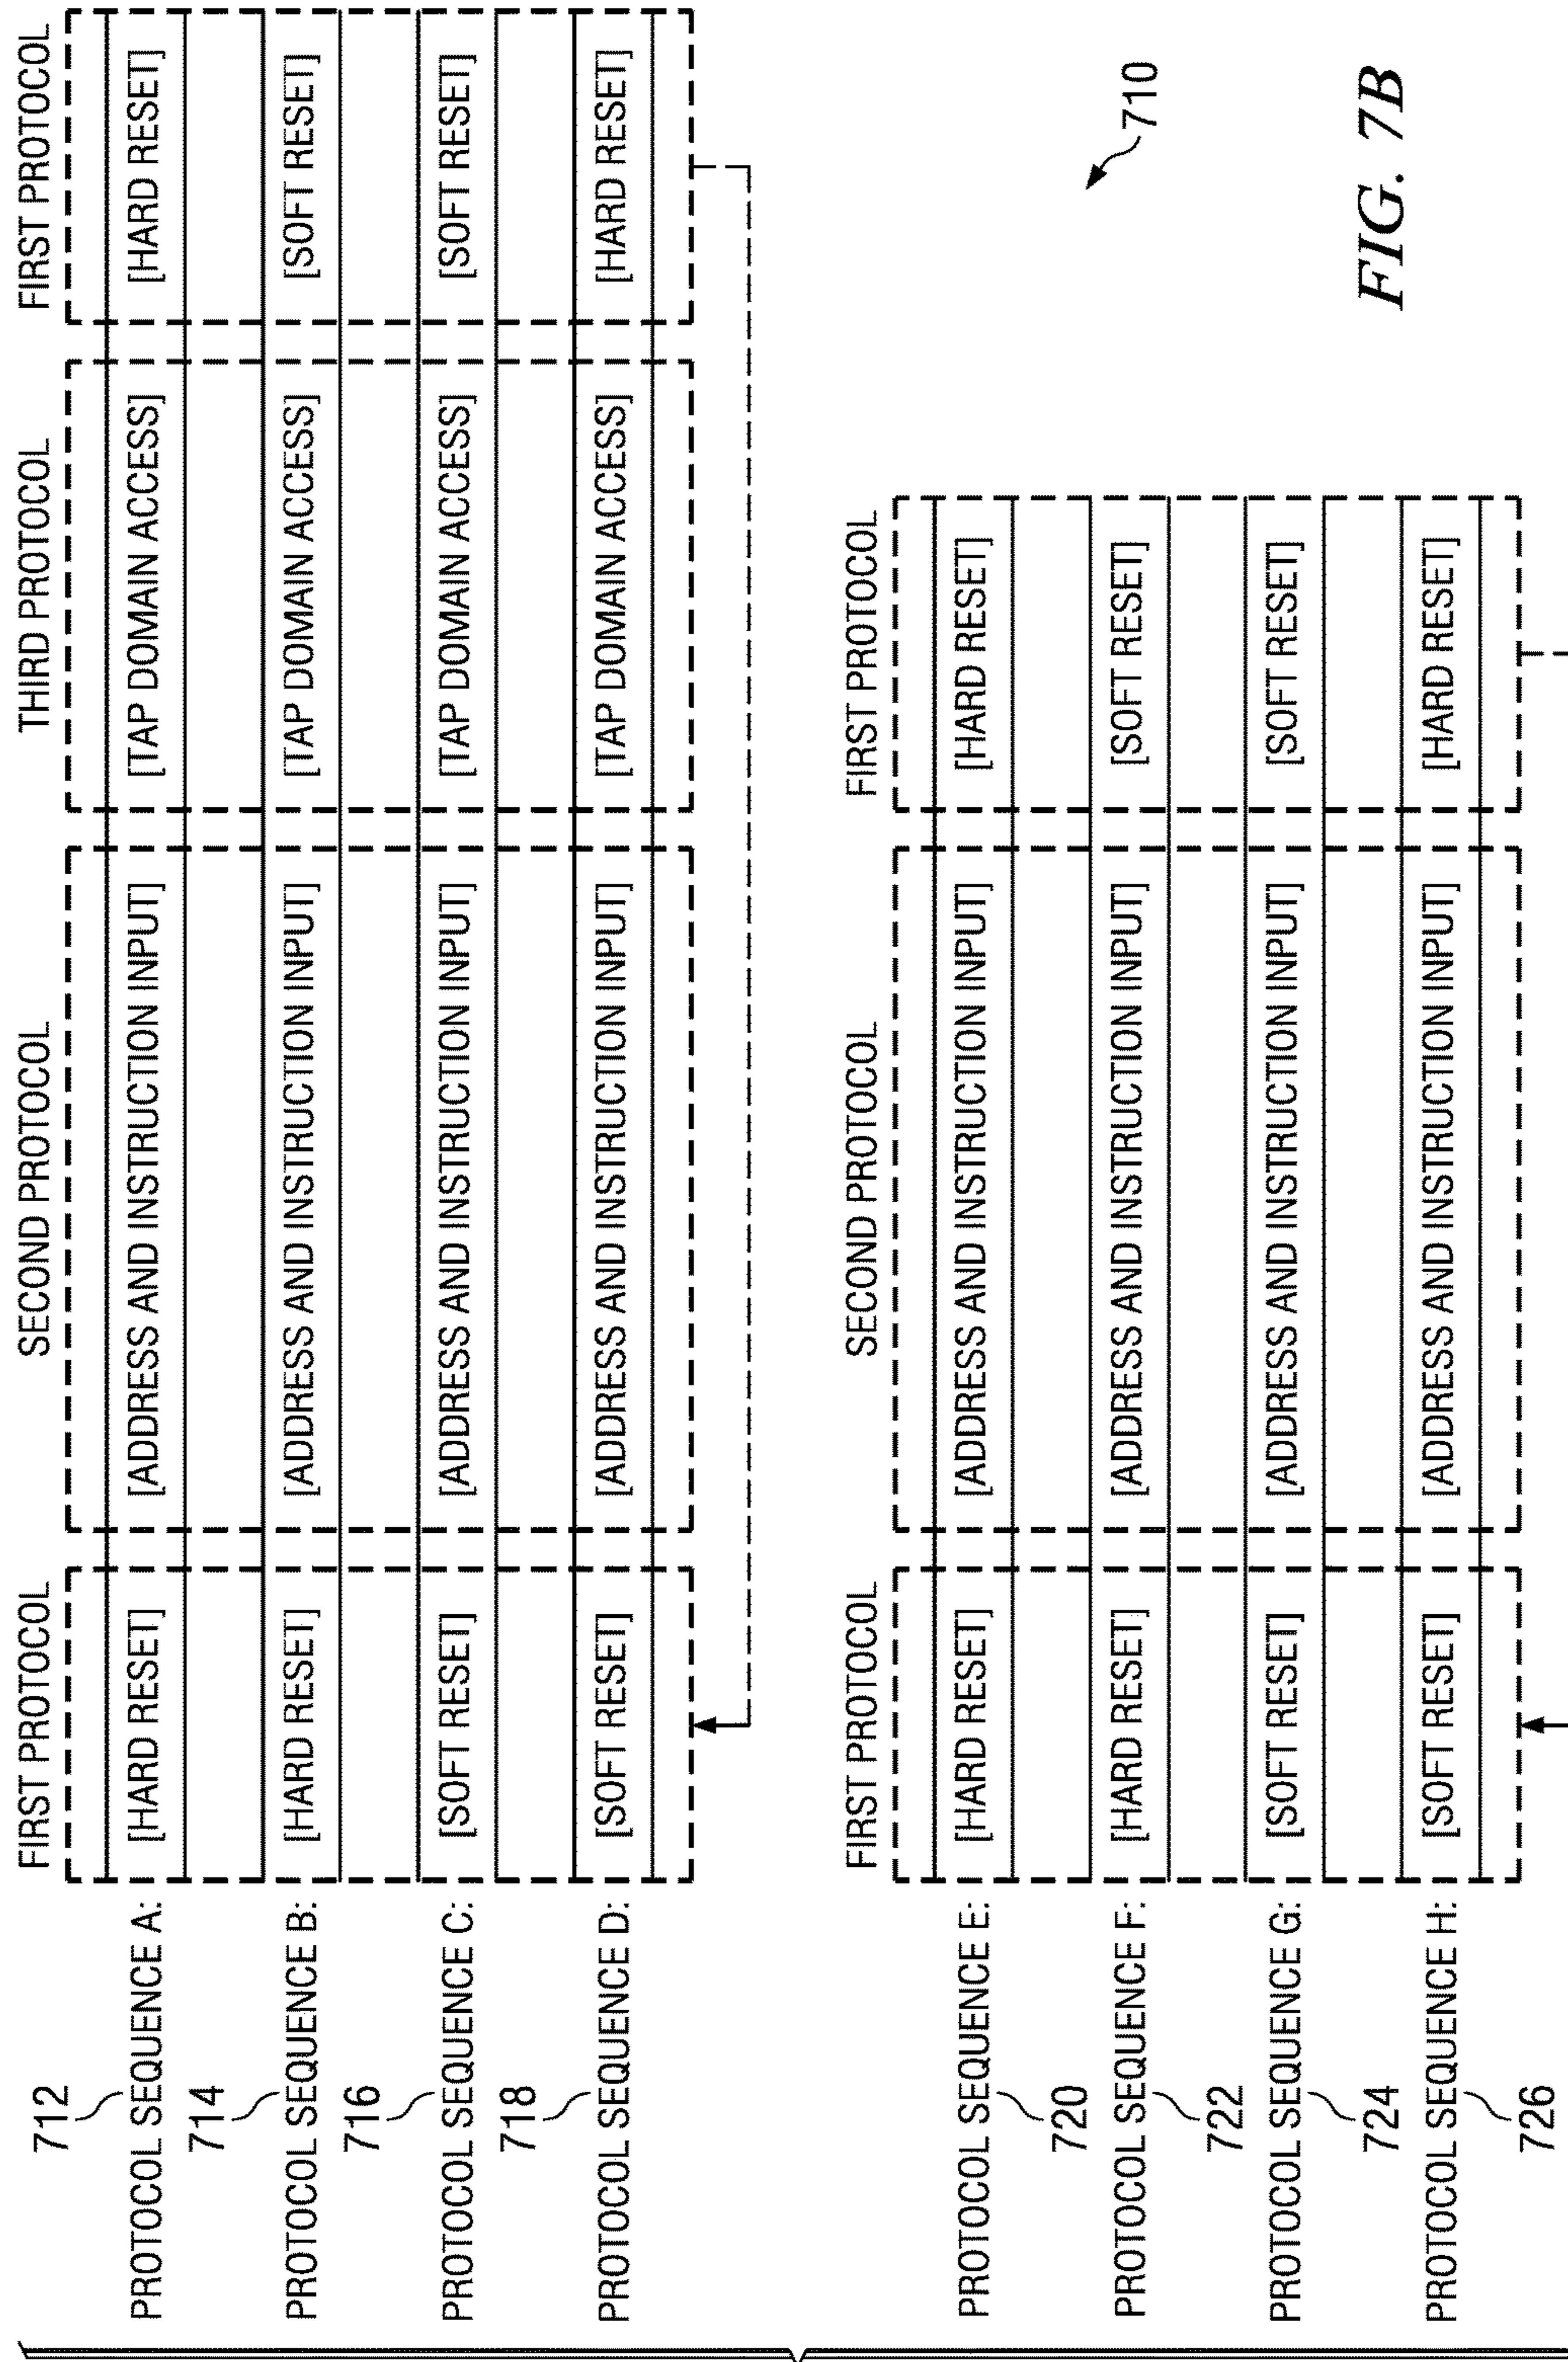 FIRST PROTOCOL SECOND PROTOCOL THIRD PROTOCOL FIRST PROTOCOL
712
PROTOCOL SEQUENCE A: [HARD RESET] [ADDRESS AND INSTRUCTION INPUT] [TAP DOMAIN ACCESS] [HARD RESET]
714
PROTOCOL SEQUENCE B: [HARD RESET] [ADDRESS AND INSTRUCTION INPUT] [TAP DOMAIN ACCESS] [SOFT RESET]
716
PROTOCOL SEQUENCE C: [SOFT RESET] [ADDRESS AND INSTRUCTION INPUT] [TAP DOMAIN ACCESS] [SOFT RESET]
718
PROTOCOL SEQUENCE D: [SOFT RESET] [ADDRESS AND INSTRUCTION INPUT] [TAP DOMAIN ACCESS] [HARD RESET]
FIRST PROTOCOL SECOND PROTOCOL FIRST PROTOCOL
PROTOCOL SEQUENCE E: [HARD RESET] [ADDRESS AND INSTRUCTION INPUT] [HARD RESET]
720
PROTOCOL SEQUENCE F: [HARD RESET] [ADDRESS AND INSTRUCTION INPUT] [SOFT RESET]
722
PROTOCOL SEQUENCE G: [SOFT RESET] [ADDRESS AND INSTRUCTION INPUT] [SOFT RESET]
724
PROTOCOL SEQUENCE H: [SOFT RESET] [ADDRESS AND INSTRUCTION INPUT] [HARD RESET]
726
710
FIG. 7B